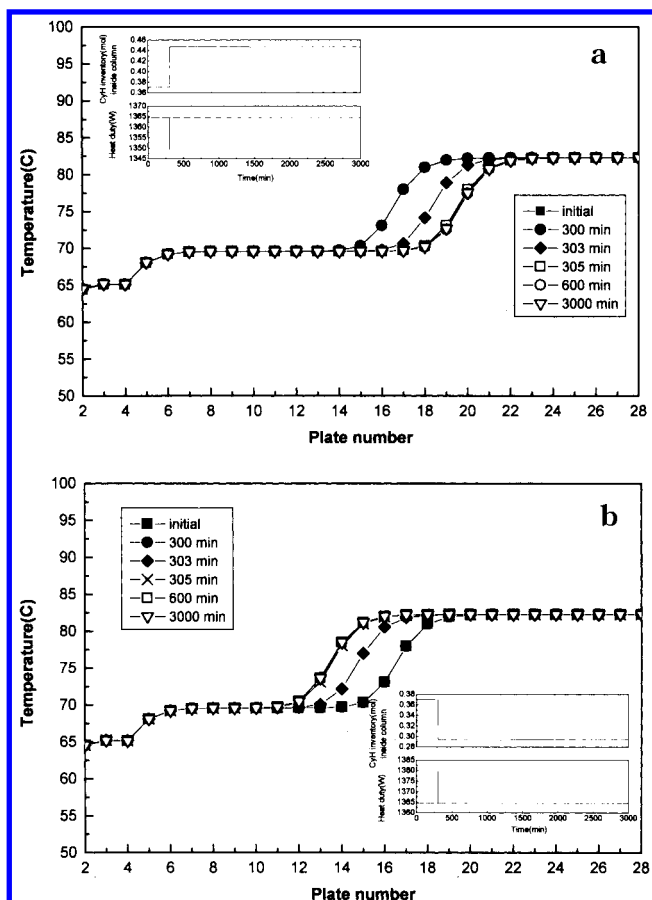 a
0.46
0.44
0.42
0.40
0.38
0.36
CyH inventory(mol)
inside column
1370
1365
1360
1355
1350
1345
Heat duty(W)
0 500 1000 1500 2000 2500 3000
Time(min)
100
95
90
85
80
75
70
65
60
55
50
Temperature(C)
initial
300 min
303 min
305 min
600 min
3000 min
2 4 6 8 10 12 14 16 18 20 22 24 26 28
Plate number
b
100
95
90
85
80
75
70
65
60
55
50
Temperature(C)
initial
300 min
303 min
305 min
600 min
3000 min
0.38
0.36
0.34
0.32
0.30
0.28
CyH inventory(mol)
inside column
1385
1380
1375
1370
1365
1360
Heat duty(W)
0 500 1000 1500 2000 2500 3000
Time(min)
2 4 6 8 10 12 14 16 18 20 22 24 26 28
Plate number